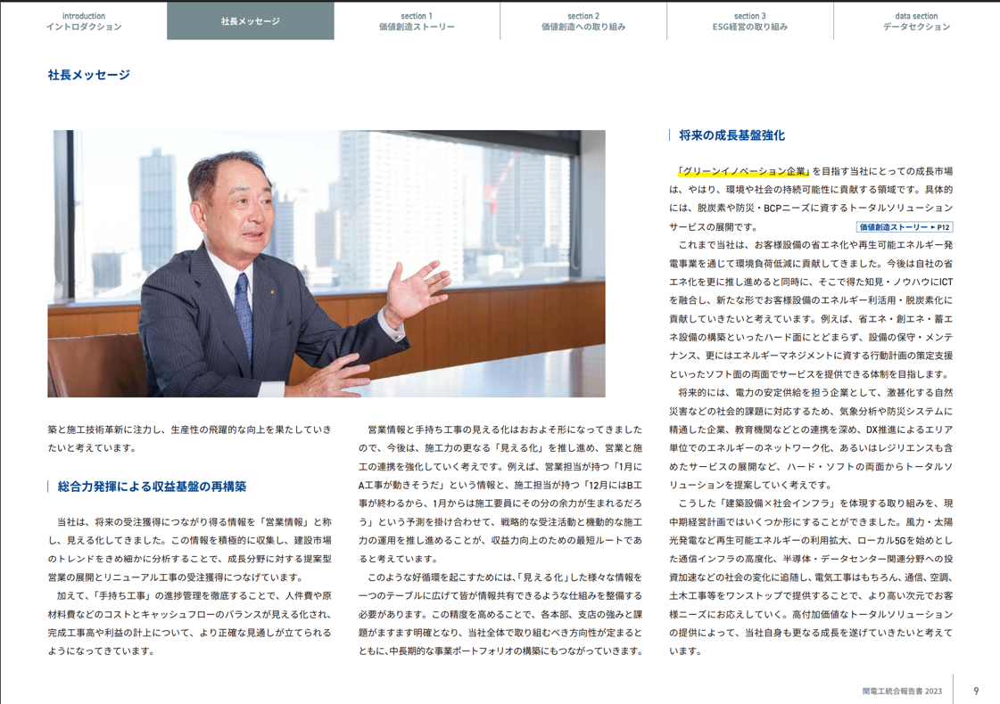 introduction
イントロダクション
社長メッセージ
section 1
価値創造ストーリー
section 2
価値創造への取り組み
section 3
ESG経営の取り組み
data section
データセクション
社長メッセージ
築と施工技術革新に注力し、生産性の飛躍的な向上を果たしていき
たいと考えています。
総合力発揮による収益基盤の再構築
当社は、将来の受注獲得につながり得る情報を「営業情報」と称
し、見える化してきました。この情報を積極的に収集し、建設市場
のトレンドをきめ細かに分析することで、成長分野に対する提案型
営業の展開とリニューアル工事の受注獲得につなげています。
加えて、「手持ち工事」の進捗管理を徹底することで、人件費や原
材料費などのコストとキャッシュフローのバランスが見える化され、
完成工事高や利益の計上について、より正確な見通しが立てられる
ようになってきています。
営業情報と手持ち工事の見える化はおおよそ形になってきました
ので、今後は、施工力の更なる「見える化」を推し進め、営業と施
工の連携を強化していく考えです。例えば、営業担当が持つ「1月に
A工事が動きそうだ」という情報と、施工担当が持つ「12月にはB工
事が終わるから、1月からは施工要員にその分の余力が生まれるだろ
う」という予測を掛け合わせて、戦略的な受注活動と機動的な施工
力の運用を推し進めることが、収益力向上のための最短ルートであ
ると考えています。
このような好循環を起こすためには、「見える化」した様々な情報を
一つのテーブルに広げて皆が情報共有できるような仕組みを整備する
必要があります。この精度を高めることで、各本部、支店の強みと課
題がますます明確となり、当社全体で取り組むべき方向性が定まると
ともに、中長期的な事業ポートフォリオの構築にもつながっていきます。
将来の成長基盤強化
「グリーンイノベーション企業」を目指す当社にとっての成長市場
は、やはり、環境や社会の持続可能性に貢献する領域です。具体的
には、脱炭素や防災・BCPニーズに資するトータルソリューション
サービスの展開です。
価値創造ストーリー ► P12
これまで当社は、お客様設備の省エネ化や再生可能エネルギー発
電事業を通じて環境負荷低減に貢献してきました。今後は自社の省
エネ化を更に推し進めると同時に、そこで得た知見・ノウハウにICT
を融合し、新たな形でお客様設備のエネルギー利活用・脱炭素化に
貢献していきたいと考えています。例えば、省エネ・創エネ・蓄エ
ネ設備の構築といったハード面にとどまらず、設備の保守・メンテ
ナンス、更にはエネルギーマネジメントに資する行動計画の策定支援
といったソフト面の両面でサービスを提供できる体制を目指します。
将来的には、電力の安定供給を担う企業として、激甚化する自然
災害などの社会的課題に対応するため、気象分析や防災システムに
精通した企業、教育機関などとの連携を深め、DX推進によるエリア
単位でのエネルギーのネットワーク化、あるいはレジリエンスも含
めたサービスの展開など、ハード・ソフトの両面からトータルソ
リューションを提案していく考えです。
こうした「建築設備×社会インフラ」を体現する取り組みを、現
中期経営計画ではいくつか形にすることができました。風力・太陽
光発電など再生可能エネルギーの利用拡大、ローカル5Gを始めとし
た通信インフラの高度化、半導体・データセンター関連分野への投
資加速などの社会の変化に追随し、電気工事はもちろん、通信、空調、
土木工事等をワンストップで提供することで、より高い次元でお客
様ニーズにお応えしていく。高付加価値なトータルソリューション
の提供によって、当社自身も更なる成長を遂げていきたいと考えて
います。
関電工統合報告書 2023
9